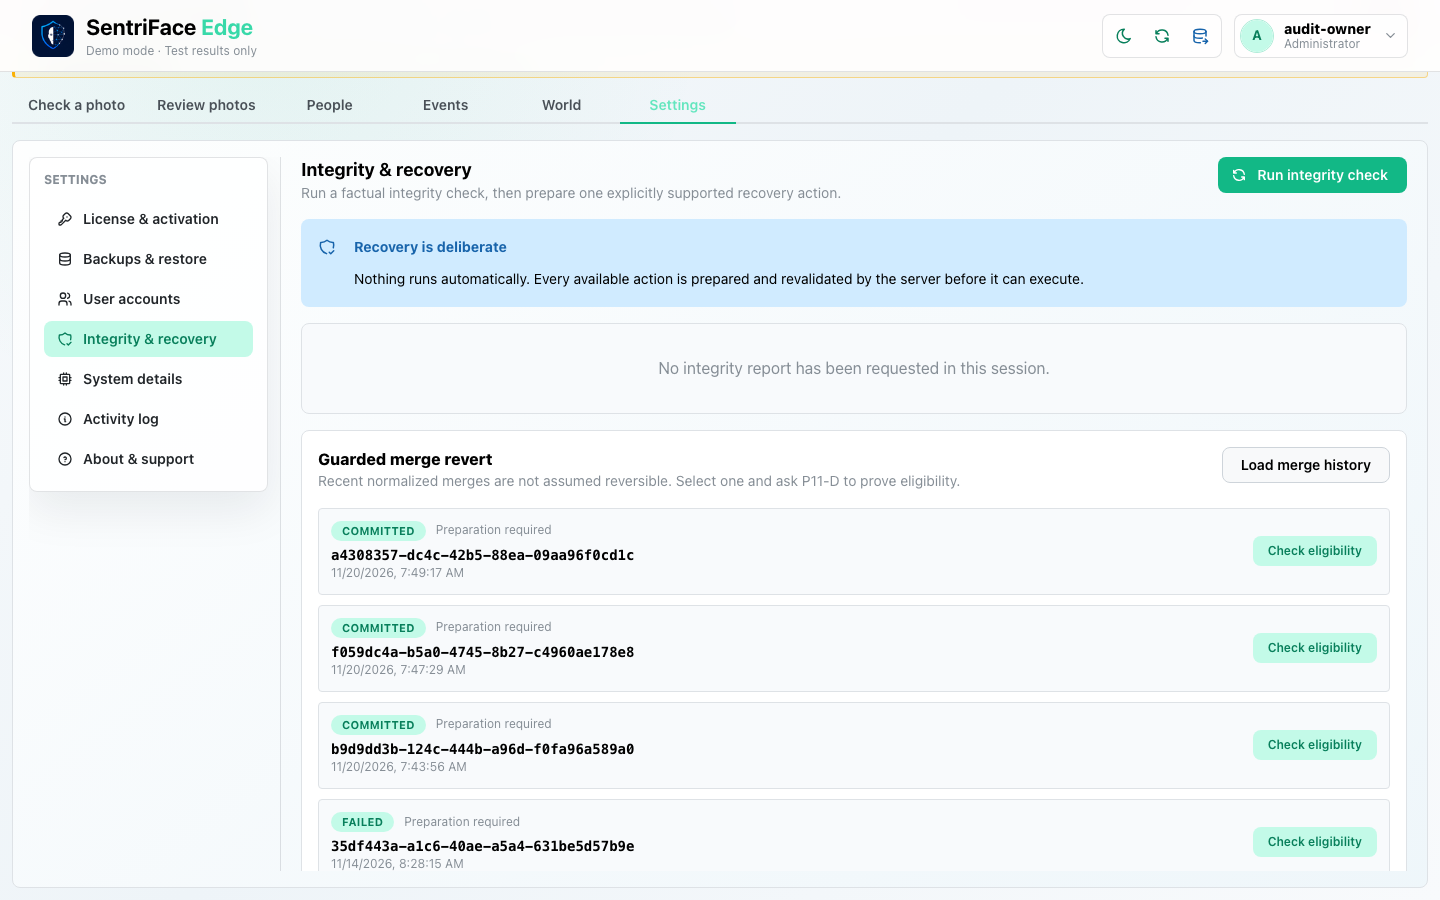 SentriFace Edge
Demo mode · Test results only
A
audit-owner
Administrator
Check a photo
Review photos
People
Events
World
Settings
SETTINGS
License & activation
Backups & restore
User accounts
Integrity & recovery
System details
Activity log
About & support
Integrity & recovery
Run a factual integrity check, then prepare one explicitly supported recovery action.
Run integrity check
Recovery is deliberate
Nothing runs automatically. Every available action is prepared and revalidated by the server before it can execute.
No integrity report has been requested in this session.
Guarded merge revert
Recent normalized merges are not assumed reversible. Select one and ask P11-D to prove eligibility.
Load merge history
COMMITTED Preparation required
a4308357-dc4c-42b5-88ea-09aa96f0cd1c
11/20/2026, 7:49:17 AM
Check eligibility
COMMITTED Preparation required
f059dc4a-b5a0-4745-8b27-c4960ae178e8
11/20/2026, 7:47:29 AM
Check eligibility
COMMITTED Preparation required
b9d9dd3b-124c-444b-a96d-f0fa96a589a0
11/20/2026, 7:43:56 AM
Check eligibility
FAILED Preparation required
35df443a-a1c6-40ae-a5a4-631be5d57b9e
11/14/2026, 8:28:15 AM
Check eligibility